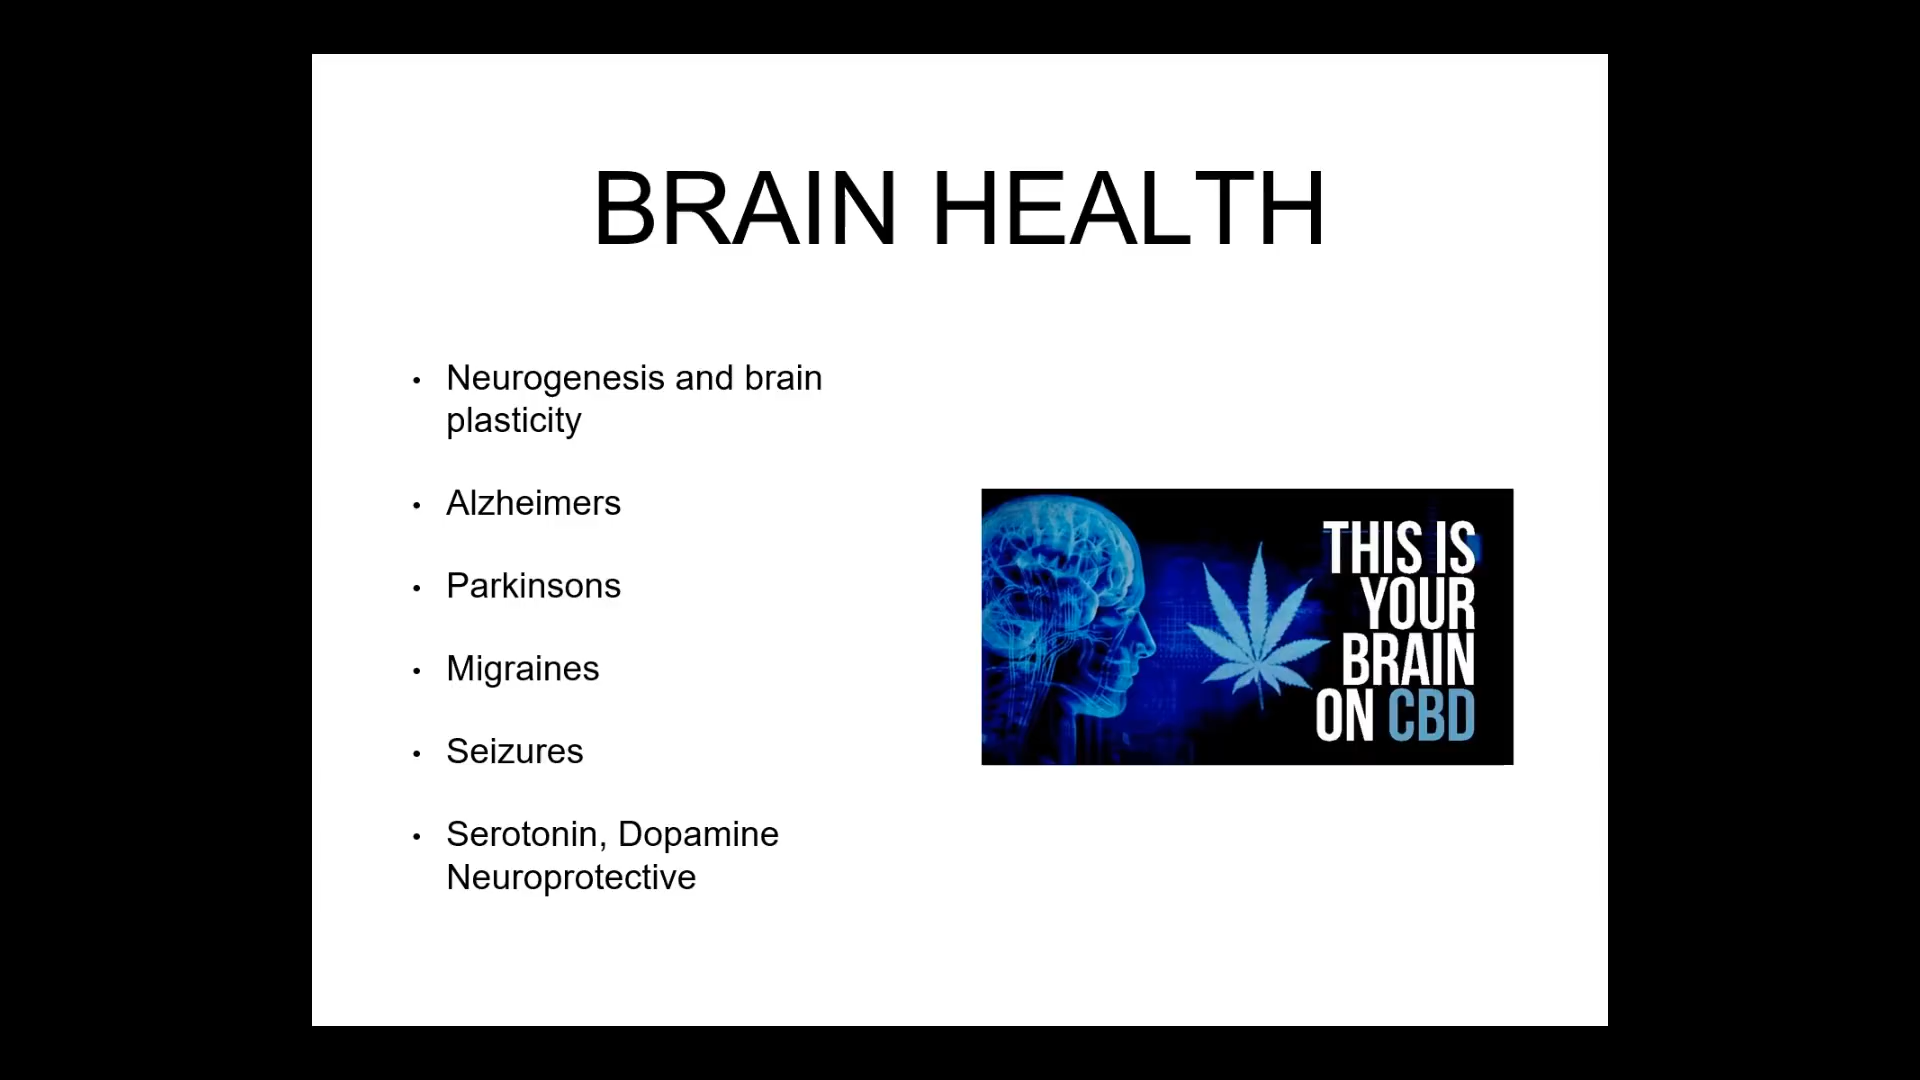 BRAIN HEALTH
• Neurogenesis and brain
plasticity
• Alzheimers
• Parkinsons
• Migraines
• Seizures
• Serotonin, Dopamine
Neuroprotective
THIS IS
YOUR
BRAIN
ON CBD